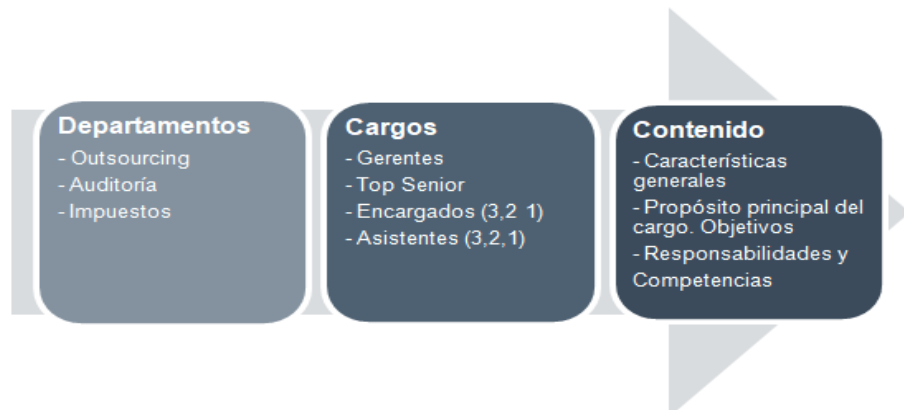 Departamentos
- Outsourcing
- Auditoría
- Impuestos
Cargos
- Gerentes
- Top Senior
- Encargados (3,2 1)
- Asistentes (3,2,1)
Contenido
- Características
generales
- Propósito principal del
cargo. Objetivos
- Responsabilidades y
Competencias